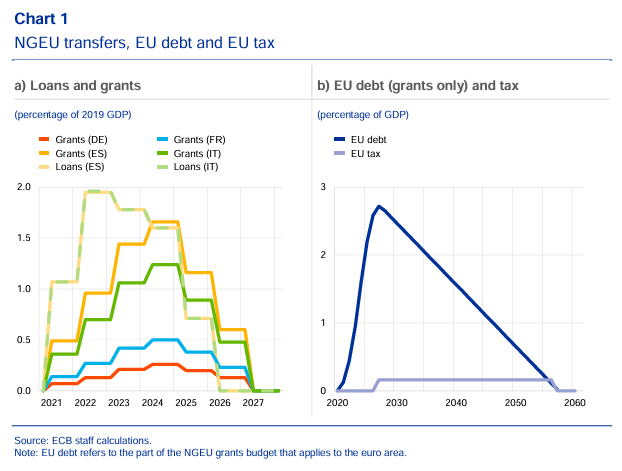 Chart 1
NGEU transfers, EU debt and EU tax
a) Loans and grants
(percentage of 2019 GDP)
Grants (DE)
Grants (FR)
Grants (ES)
Grants (IT)
Loans (ES)
Loans (IT)
2.0
1.5
1.0
0.5
0.0
2021 2022 2023 2024 2025 2026 2027
b) EU debt (grants only) and tax
(percentage of GDP)
EU debt
EU tax
3
2
1
0
2020 2030 2040 2050 2060
Source: ECB staff calculations.
Note: EU debt refers to the part of the NGEU grants budget that applies to the euro area.